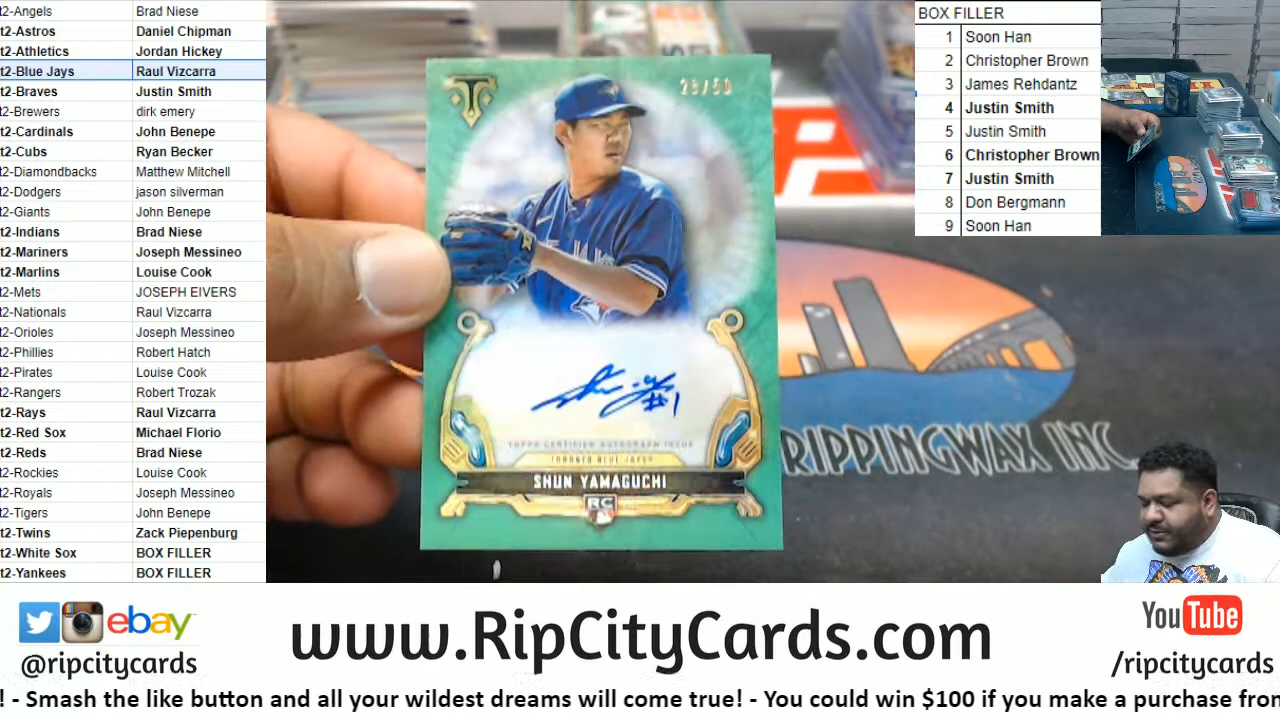 t2-Angels Brad Niese
t2-Astros Daniel Chipman
t2-Athletics Jordan Hickey
t2-Blue Jays Raul Vizcarra
t2-Braves Justin Smith
t2-Brewers dirk emery
t2-Cardinals John Benepe
t2-Cubs Ryan Becker
t2-Diamondbacks Matthew Mitchell
t2-Dodgers jason silverman
t2-Giants John Benepe
t2-Indians Brad Niese
t2-Mariners Joseph Messineo
t2-Marlins Louise Cook
t2-Mets JOSEPH EIVERS
t2-Nationals Raul Vizcarra
t2-Orioles Joseph Messineo
t2-Phillies Robert Hatch
t2-Pirates Louise Cook
t2-Rangers Robert Trozak
t2-Rays Raul Vizcarra
t2-Red Sox Michael Florio
t2-Reds Brad Niese
t2-Rockies Louise Cook
t2-Royals Joseph Messineo
t2-Tigers John Benepe
t2-Twins Zack Piepenburg
t2-White Sox BOX FILLER
t2-Yankees BOX FILLER
BOX FILLER
1 Soon Han
2 Christopher Brown
3 James Rehdantz
4 Justin Smith
5 Justin Smith
6 Christopher Brown
7 Justin Smith
8 Don Bergmann
9 Soon Han
#1
TOPPS CERTIFIED AUTOGRAPH ISSUE
TORONTO BLUE JAYS®
SHUN YAMAGUCHI
RC
RIPPINGWAX INC
ebay
@ripcitycards
www.RipCityCards.com
YouTube
/ripcitycards
! - Smash the like button and all your wildest dreams will come true! - You could win $100 if you make a purchase from